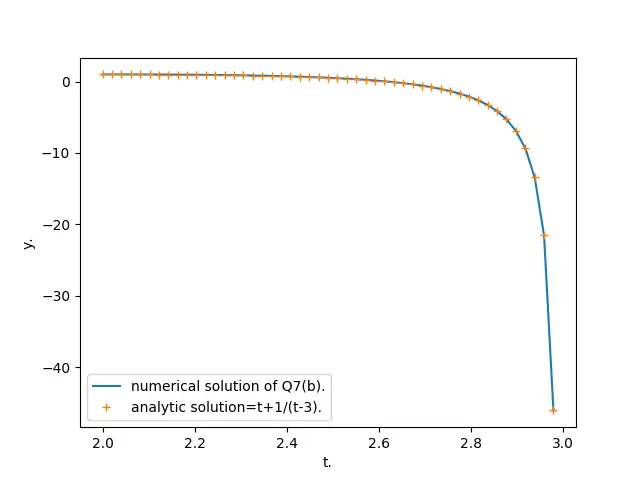 0
−10
−20
−30
−40
y.
numerical solution of Q7(b).
analytic solution=t+1/(t-3).
2.0 2.2 2.4 2.6 2.8 3.0
t.